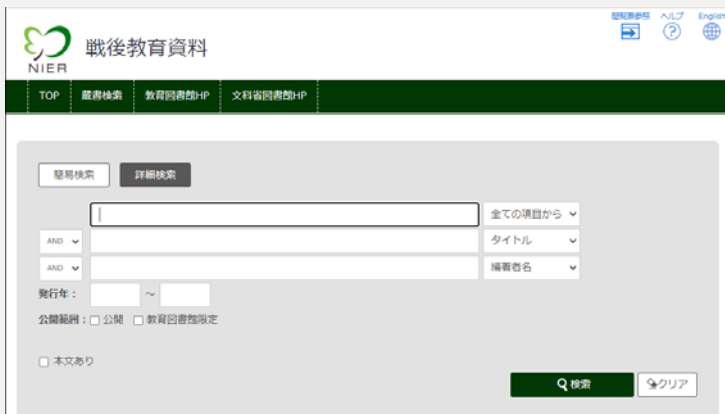 閲覧票参照 ヘルプ English
NIER
戦後教育資料
TOP 蔵書検索 教育図書館HP 文科省図書館HP
簡易検索 詳細検索
全ての項目から
AND タイトル
AND 編著者名
発行年： ～
公開範囲： 公開 教育図書館限定
本文あり
検索 クリア